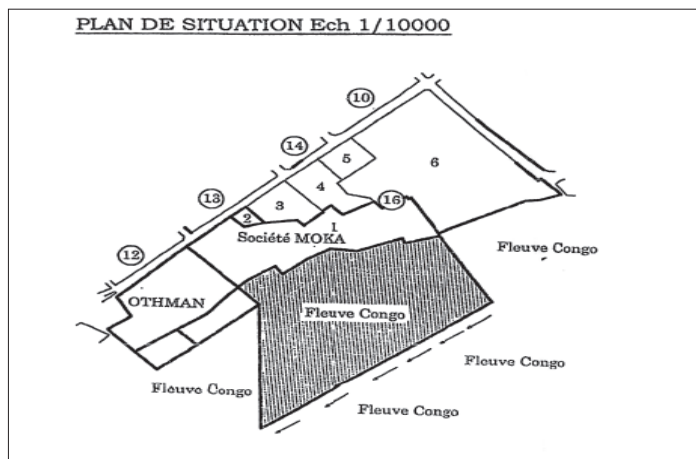 PLAN DE SITUATION Ech 1/10000
10
14
5
6
13
4
3
16
2
1
Société MOKA
12
Fleuve Congo
OTHMAN
Fleuve Congo
Fleuve Congo
Fleuve Congo
Fleuve Congo